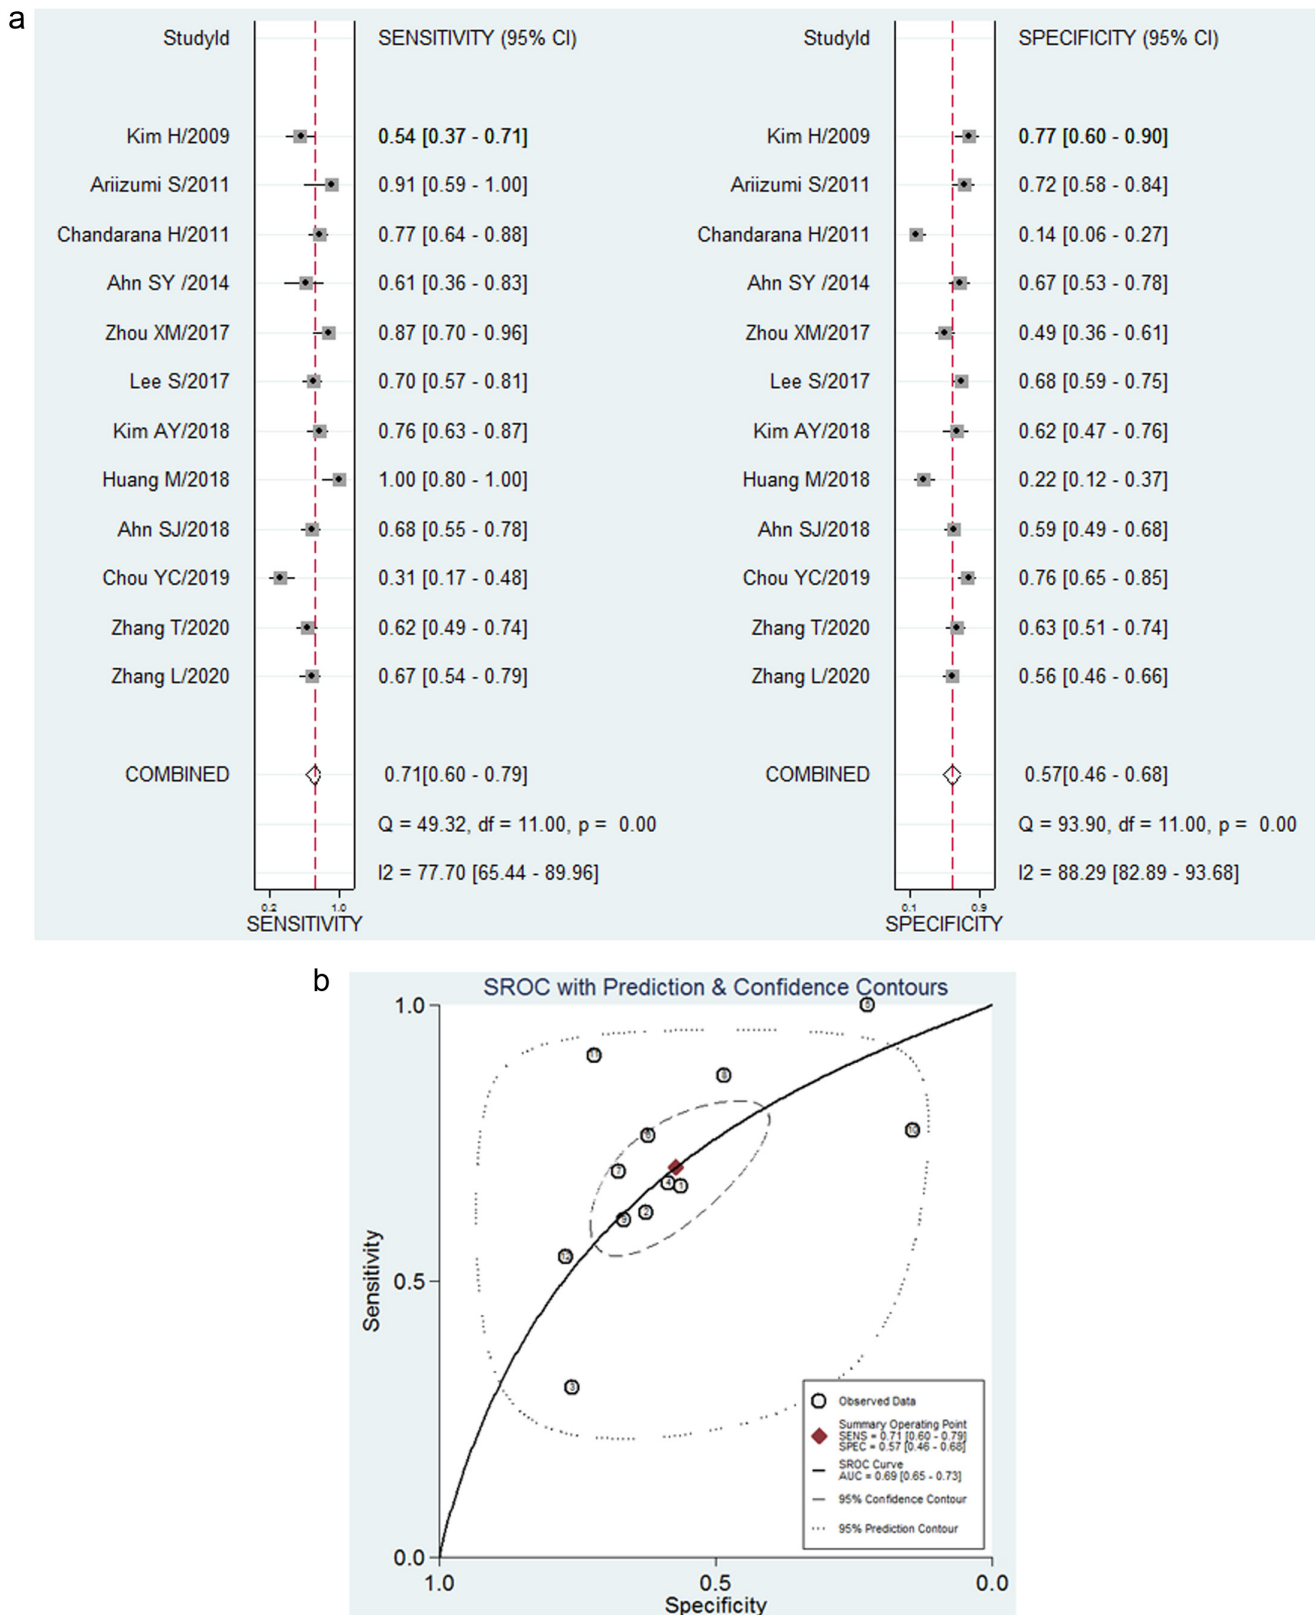 a
StudyId SENSITIVITY (95% CI) StudyId SPECIFICITY (95% CI)
Kim H/2009 0.54 [0.37 - 0.71] Kim H/2009 0.77 [0.60 - 0.90]
Ariizumi S/2011 0.91 [0.59 - 1.00] Ariizumi S/2011 0.72 [0.58 - 0.84]
Chandarana H/2011 0.77 [0.64 - 0.88] Chandarana H/2011 0.14 [0.06 - 0.27]
Ahn SY /2014 0.61 [0.36 - 0.83] Ahn SY /2014 0.67 [0.53 - 0.78]
Zhou XM/2017 0.87 [0.70 - 0.96] Zhou XM/2017 0.49 [0.36 - 0.61]
Lee S/2017 0.70 [0.57 - 0.81] Lee S/2017 0.68 [0.59 - 0.75]
Kim AY/2018 0.76 [0.63 - 0.87] Kim AY/2018 0.62 [0.47 - 0.76]
Huang M/2018 1.00 [0.80 - 1.00] Huang M/2018 0.22 [0.12 - 0.37]
Ahn SJ/2018 0.68 [0.55 - 0.78] Ahn SJ/2018 0.59 [0.49 - 0.68]
Chou YC/2019 0.31 [0.17 - 0.48] Chou YC/2019 0.76 [0.65 - 0.85]
Zhang T/2020 0.62 [0.49 - 0.74] Zhang T/2020 0.63 [0.51 - 0.74]
Zhang L/2020 0.67 [0.54 - 0.79] Zhang L/2020 0.56 [0.46 - 0.66]
COMBINED 0.71[0.60 - 0.79] COMBINED 0.57[0.46 - 0.68]
Q = 49.32, df = 11.00, p = 0.00 Q = 93.90, df = 11.00, p = 0.00
I2 = 77.70 [65.44 - 89.96] I2 = 88.29 [82.89 - 93.68]
0.2 1.0 0.1 0.9
SENSITIVITY SPECIFICITY
b
SROC with Prediction & Confidence Contours
1.0
5
11
8
10
6
7
4 1
2
9
12
0.5
3
0.0
Sensitivity
Observed Data
Summary Operating Point
SENS = 0.71 [0.60 - 0.79]
SPEC = 0.57 [0.46 - 0.68]
SROC Curve
AUC = 0.69 [0.65 - 0.73]
95% Confidence Contour
95% Prediction Contour
1.0 0.5 0.0
Specificity